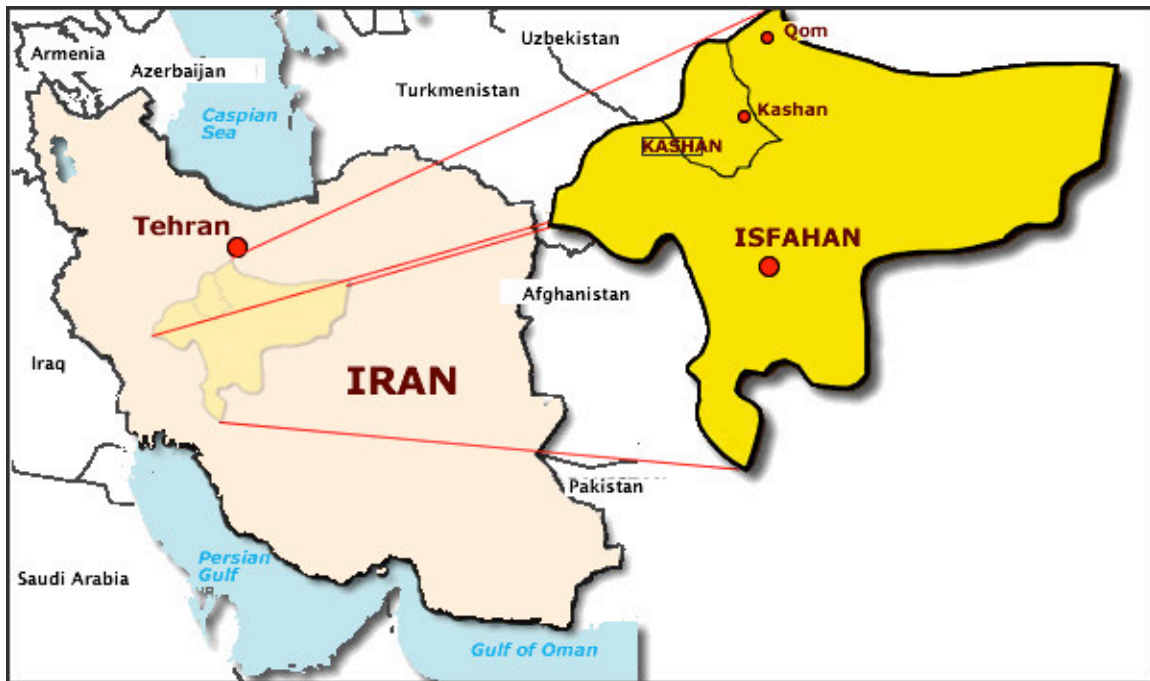 Armenia
Azerbaijan
Uzbekistan
Turkmenistan
Caspian
Sea
Qom
Kashan
KASHAN
Tehran
ISFAHAN
Afghanistan
Iraq
IRAN
Pakistan
Persian
Gulf
Saudi Arabia
Gulf of Oman